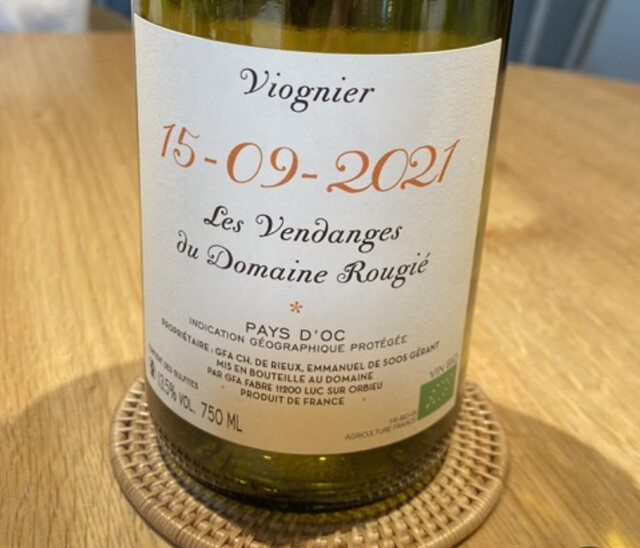 Viognier
15-09-2021
Les Vendanges
du Domaine Rougié
*
PAYS D'OC
INDICATION GÉOGRAPHIQUE PROTÉGÉE
PROPRIÉTAIRE : GFA CH. DE RIEUX, EMMANUEL DE SOOS GÉRANT
MIS EN BOUTEILLE AU DOMAINE
PAR GFA FABRE 11200 LUC SUR ORBIEU
PRODUIT DE FRANCE
DES SULFITES
13,5% VOL. 750 ML
VIN BIO
AGRICULTURE FRANCE